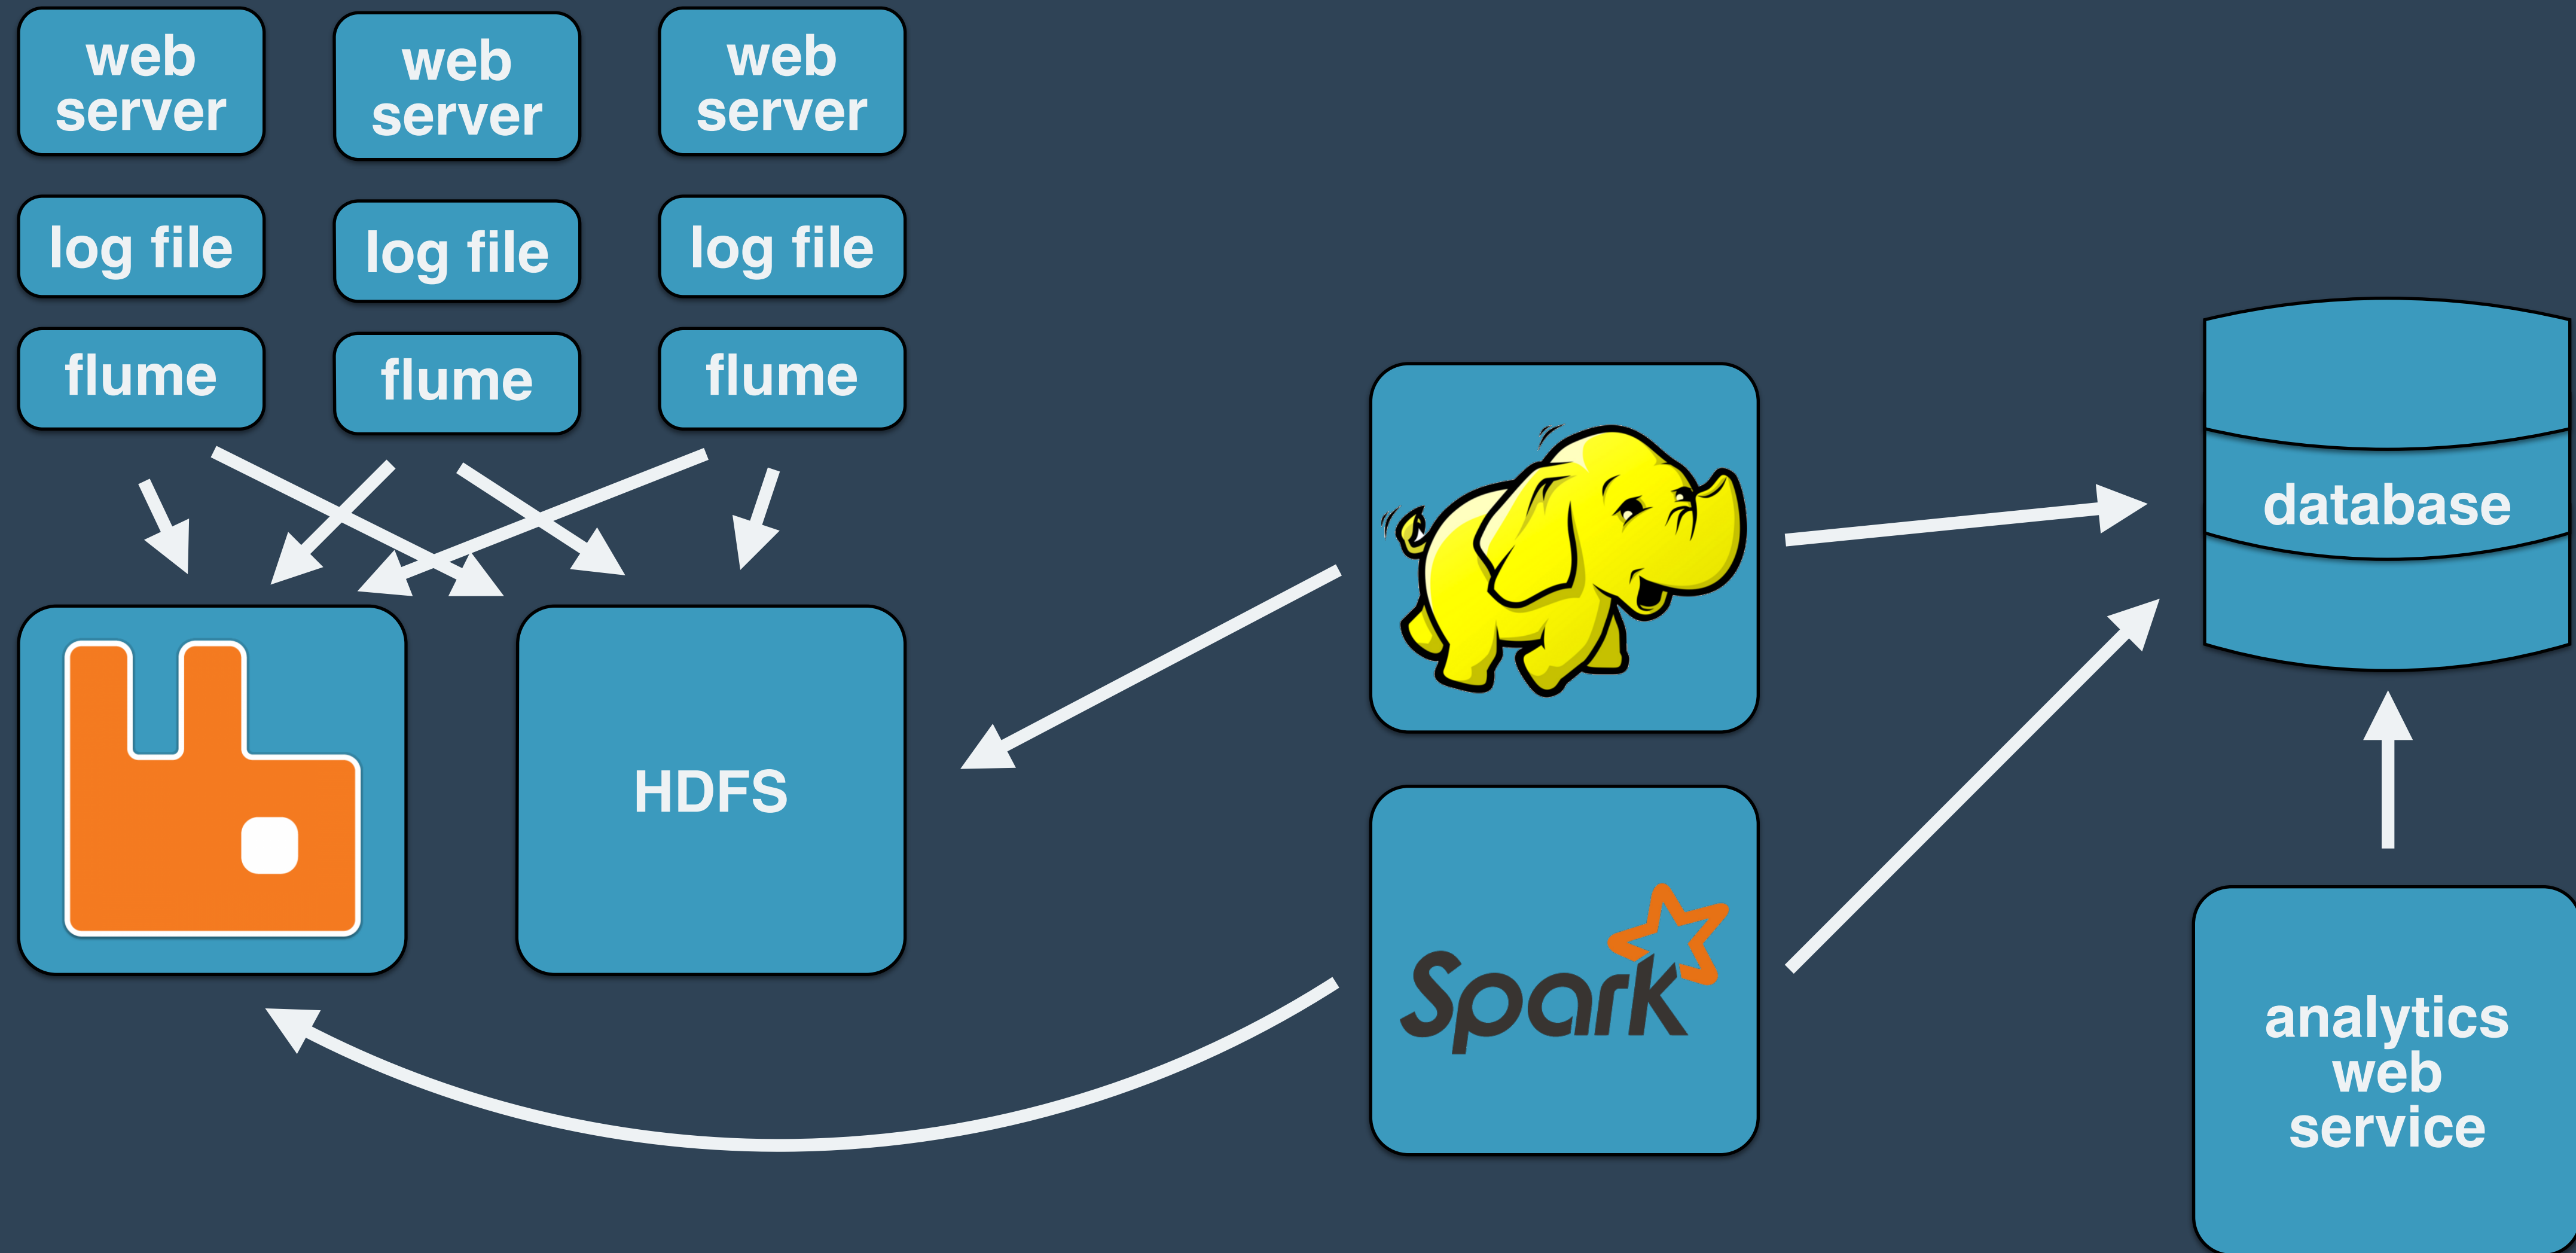 web
server
web
server
web
server
log file
log file
log file
flume
flume
flume
HDFS
Spark
database
analytics
web
service